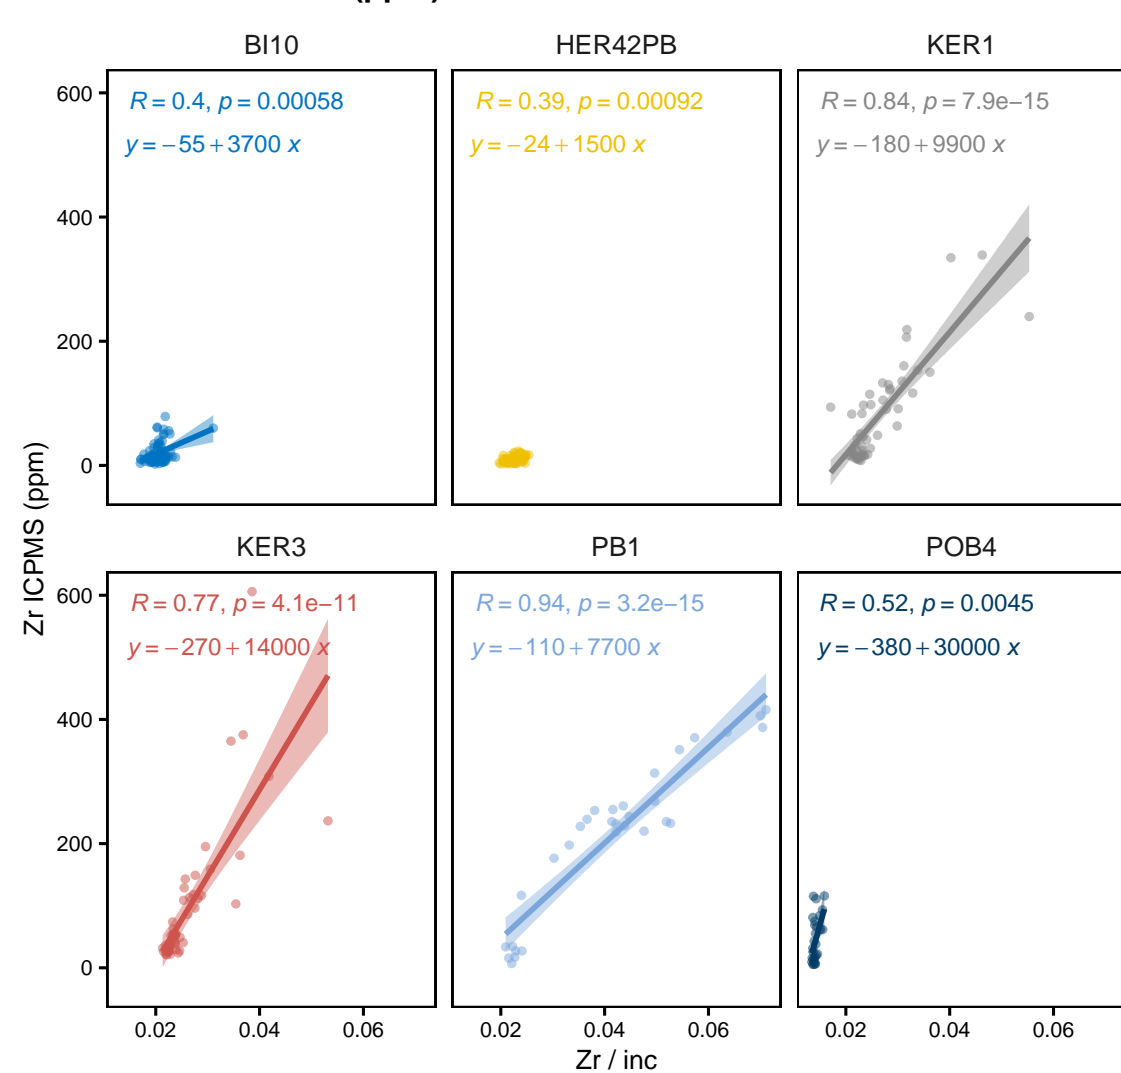 BI10 HER42PB KER1
R = 0.4, p = 0.00058 R = 0.39, p = 0.00092 R = 0.84, p = 7.9e−15
y = −55 + 3700 x y = −24 + 1500 x y = −180 + 9900 x
600
400
200
0
Zr ICPMS (ppm)
KER3 PB1 POB4
R = 0.77, p = 4.1e−11 R = 0.94, p = 3.2e−15 R = 0.52, p = 0.0045
y = −270 + 14000 x y = −110 + 7700 x y = −380 + 30000 x
600
400
200
0
0.02 0.04 0.06 0.02 0.04 0.06 0.02 0.04 0.06
Zr / inc